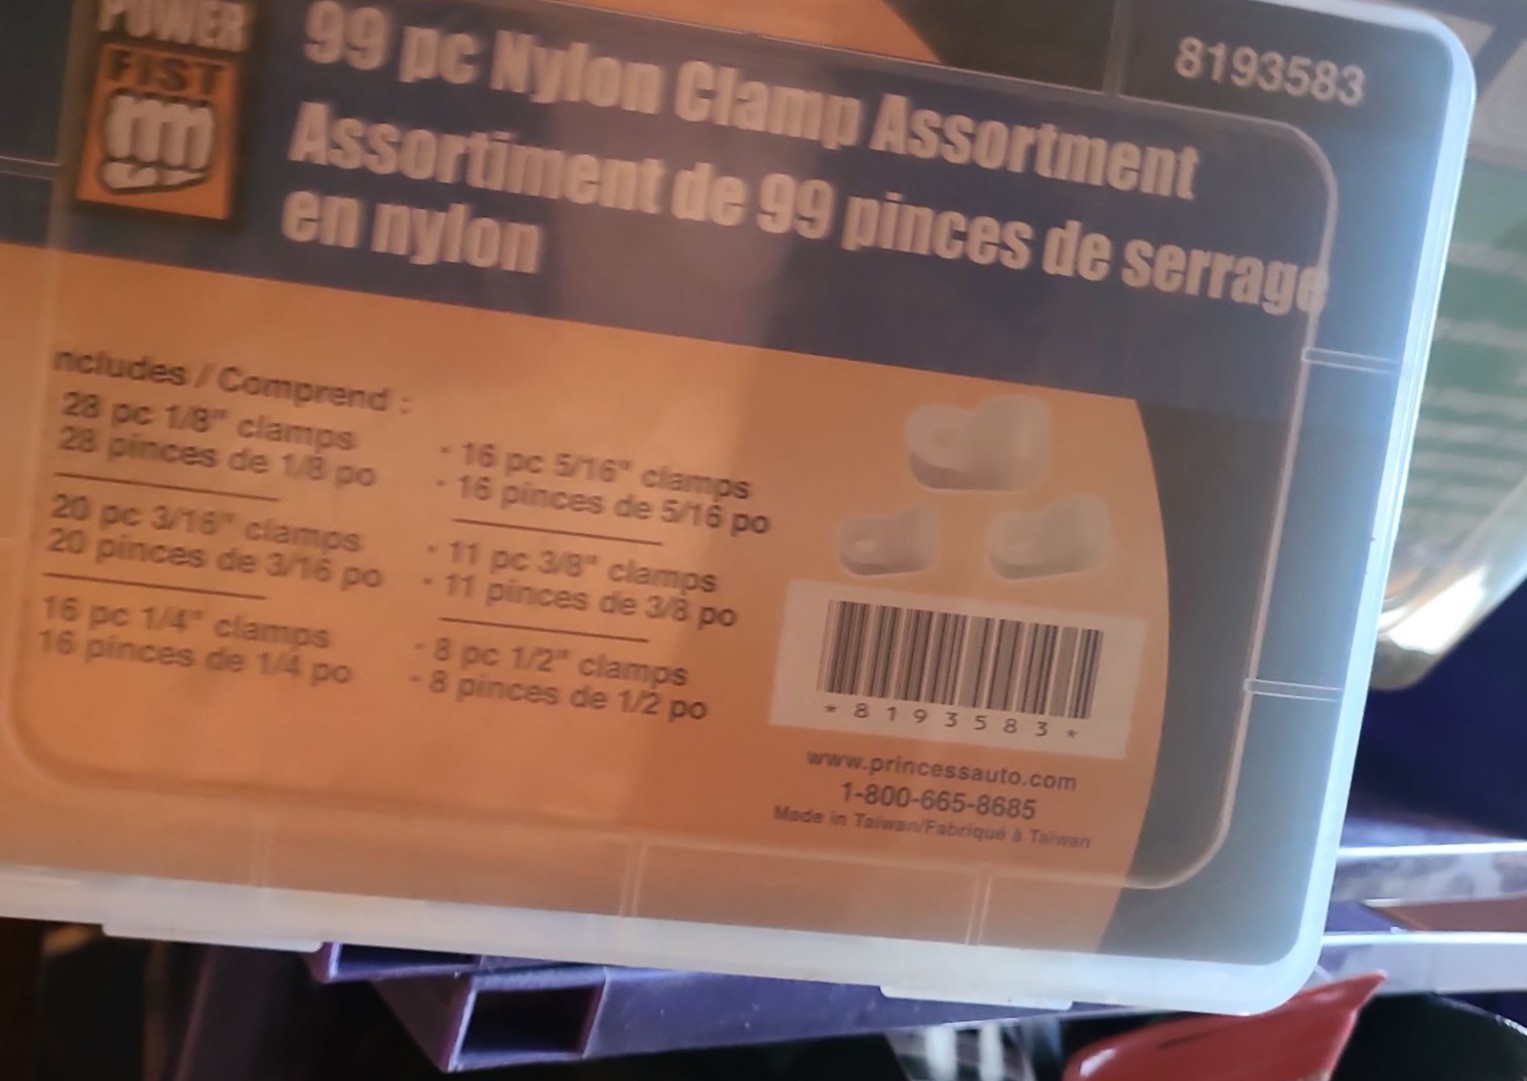 POWER
FIST
99 pc Nylon Clamp Assortment
Assortiment de 99 pinces de serrage
en nylon
8193583
ncludes / Comprend :
28 pc 1/8" clamps
28 pinces de 1/8 po
20 pc 3/16" clamps
20 pinces de 3/16 po
16 pc 1/4" clamps
16 pinces de 1/4 po
· 16 pc 5/16" clamps
· 16 pinces de 5/16 po
· 11 pc 3/8" clamps
· 11 pinces de 3/8 po
· 8 pc 1/2" clamps
· 8 pinces de 1/2 po
* 8 1 9 3 5 8 3 *
www.princessauto.com
1-800-665-8685
Made in Taiwan/Fabriqué à Taiwan